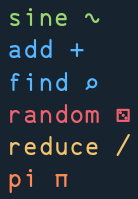 sine ∿
add +
find ⌕
random ⚄
reduce /
pi π